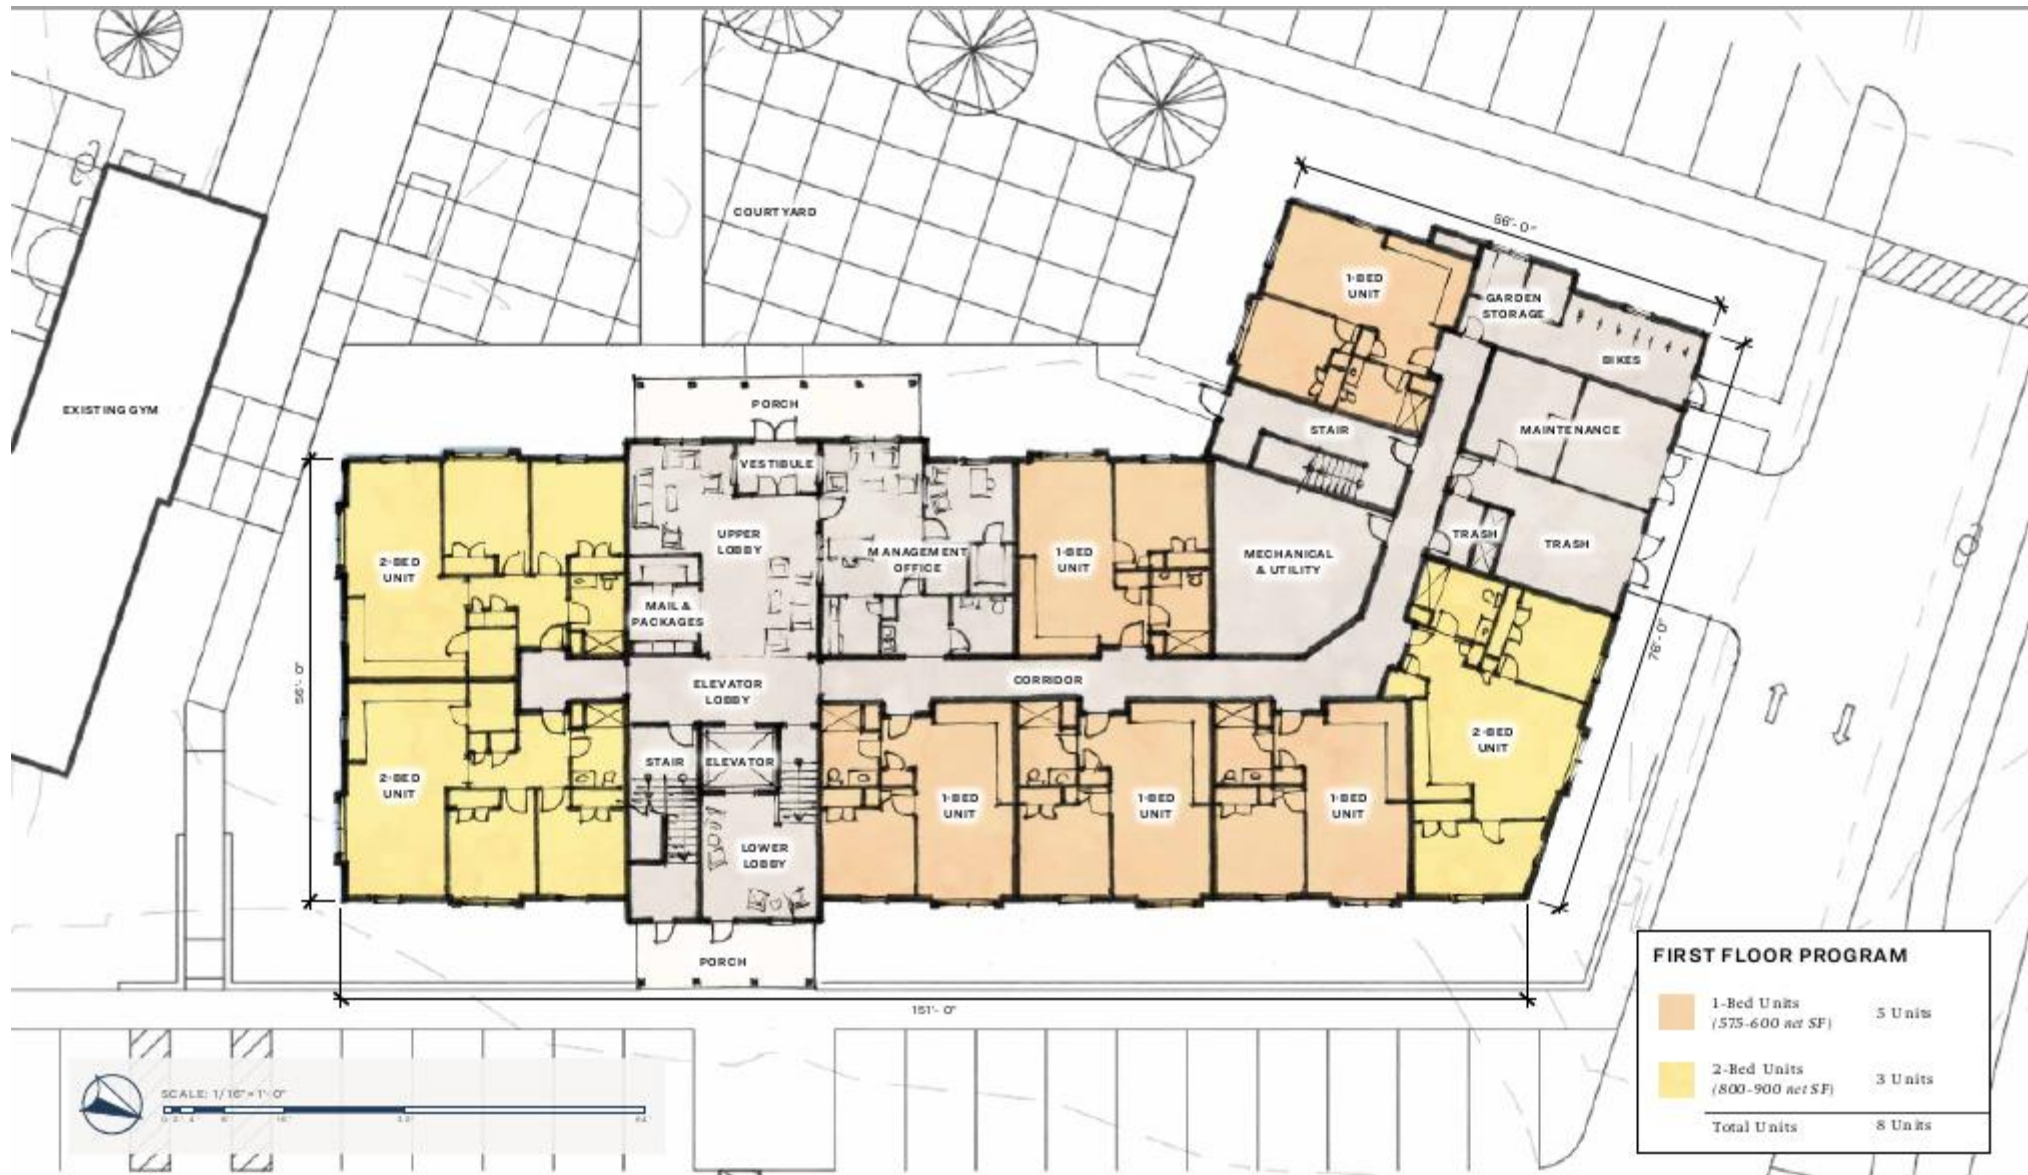 COURTYARD
56'-0"
1-BED
UNIT
GARDEN
STORAGE
BIKES
EXISTING GYM
PORCH
STAIR
MAINTENANCE
VESTIBULE
UPPER
LOBBY
MANAGEMENT
OFFICE
1-BED
UNIT
MECHANICAL
& UTILITY
TRASH
TRASH
2-BED
UNIT
MAIL &
PACKAGES
76'-0"
56'-0"
ELEVATOR
LOBBY
CORRIDOR
2-BED
UNIT
STAIR
ELEVATOR
2-BED
UNIT
1-BED
UNIT
1-BED
UNIT
1-BED
UNIT
LOWER
LOBBY
PORCH
151'-0"
FIRST FLOOR PROGRAM
1-Bed Units
(575-600 net SF)
5 Units
2-Bed Units
(800-900 net SF)
3 Units
Total Units
8 Units
SCALE: 1/16"=1'-0"